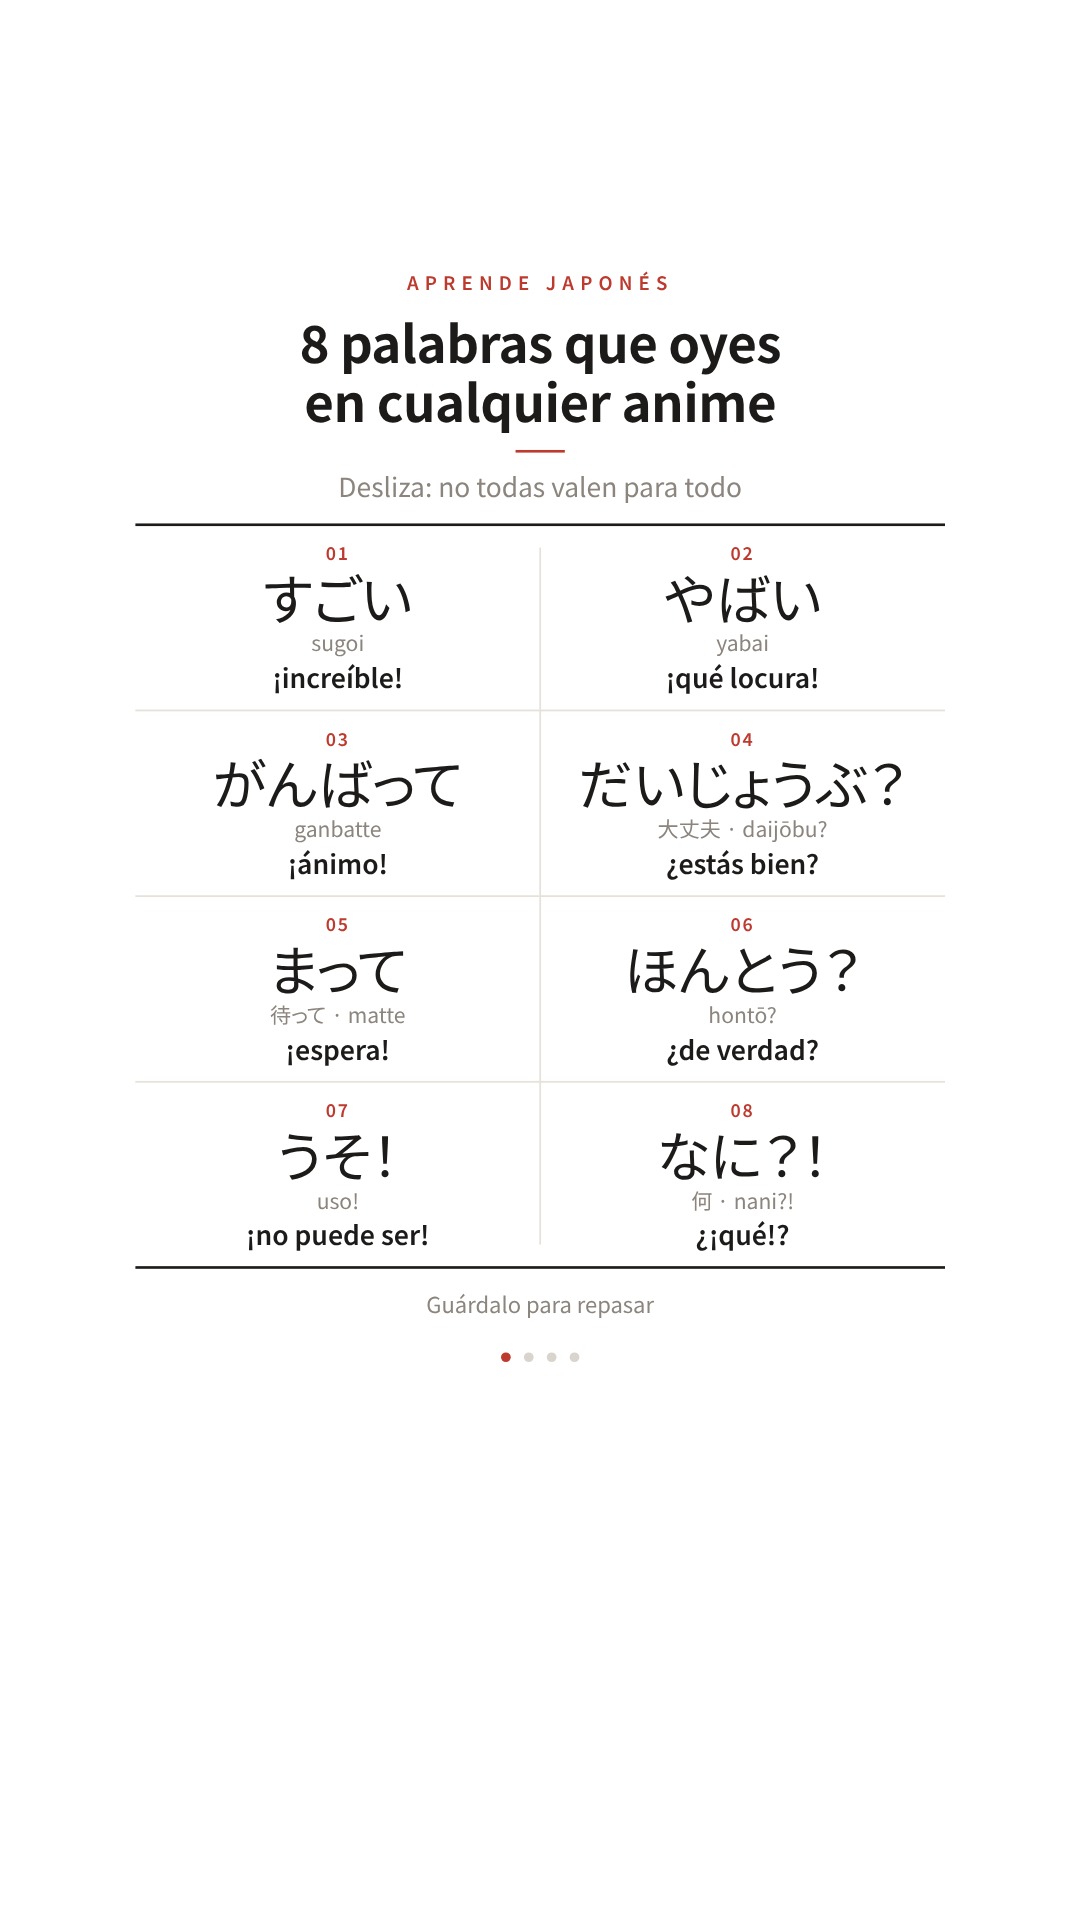 APRENDE JAPONÉS
8 palabras que oyes
en cualquier anime
Desliza: no todas valen para todo
01
すごい
sugoi
¡increíble!
02
やばい
yabai
¡qué locura!
03
がんばって
ganbatte
¡ánimo!
04
だいじょうぶ？
大丈夫 · daijōbu?
¿estás bien?
05
まって
待って · matte
¡espera!
06
ほんとう？
hontō?
¿de verdad?
07
うそ！
uso!
¡no puede ser!
08
なに？！
何 · nani?!
¿¡qué!?
Guárdalo para repasar